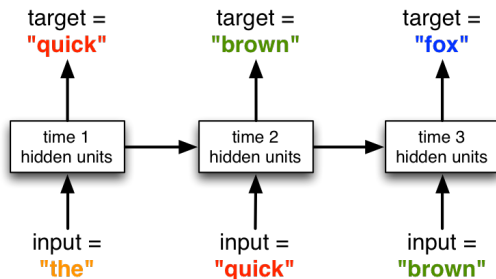 target =
"quick"
target =
"brown"
target =
"fox"
time 1
hidden units
time 2
hidden units
time 3
hidden units
input =
"the"
input =
"quick"
input =
"brown"